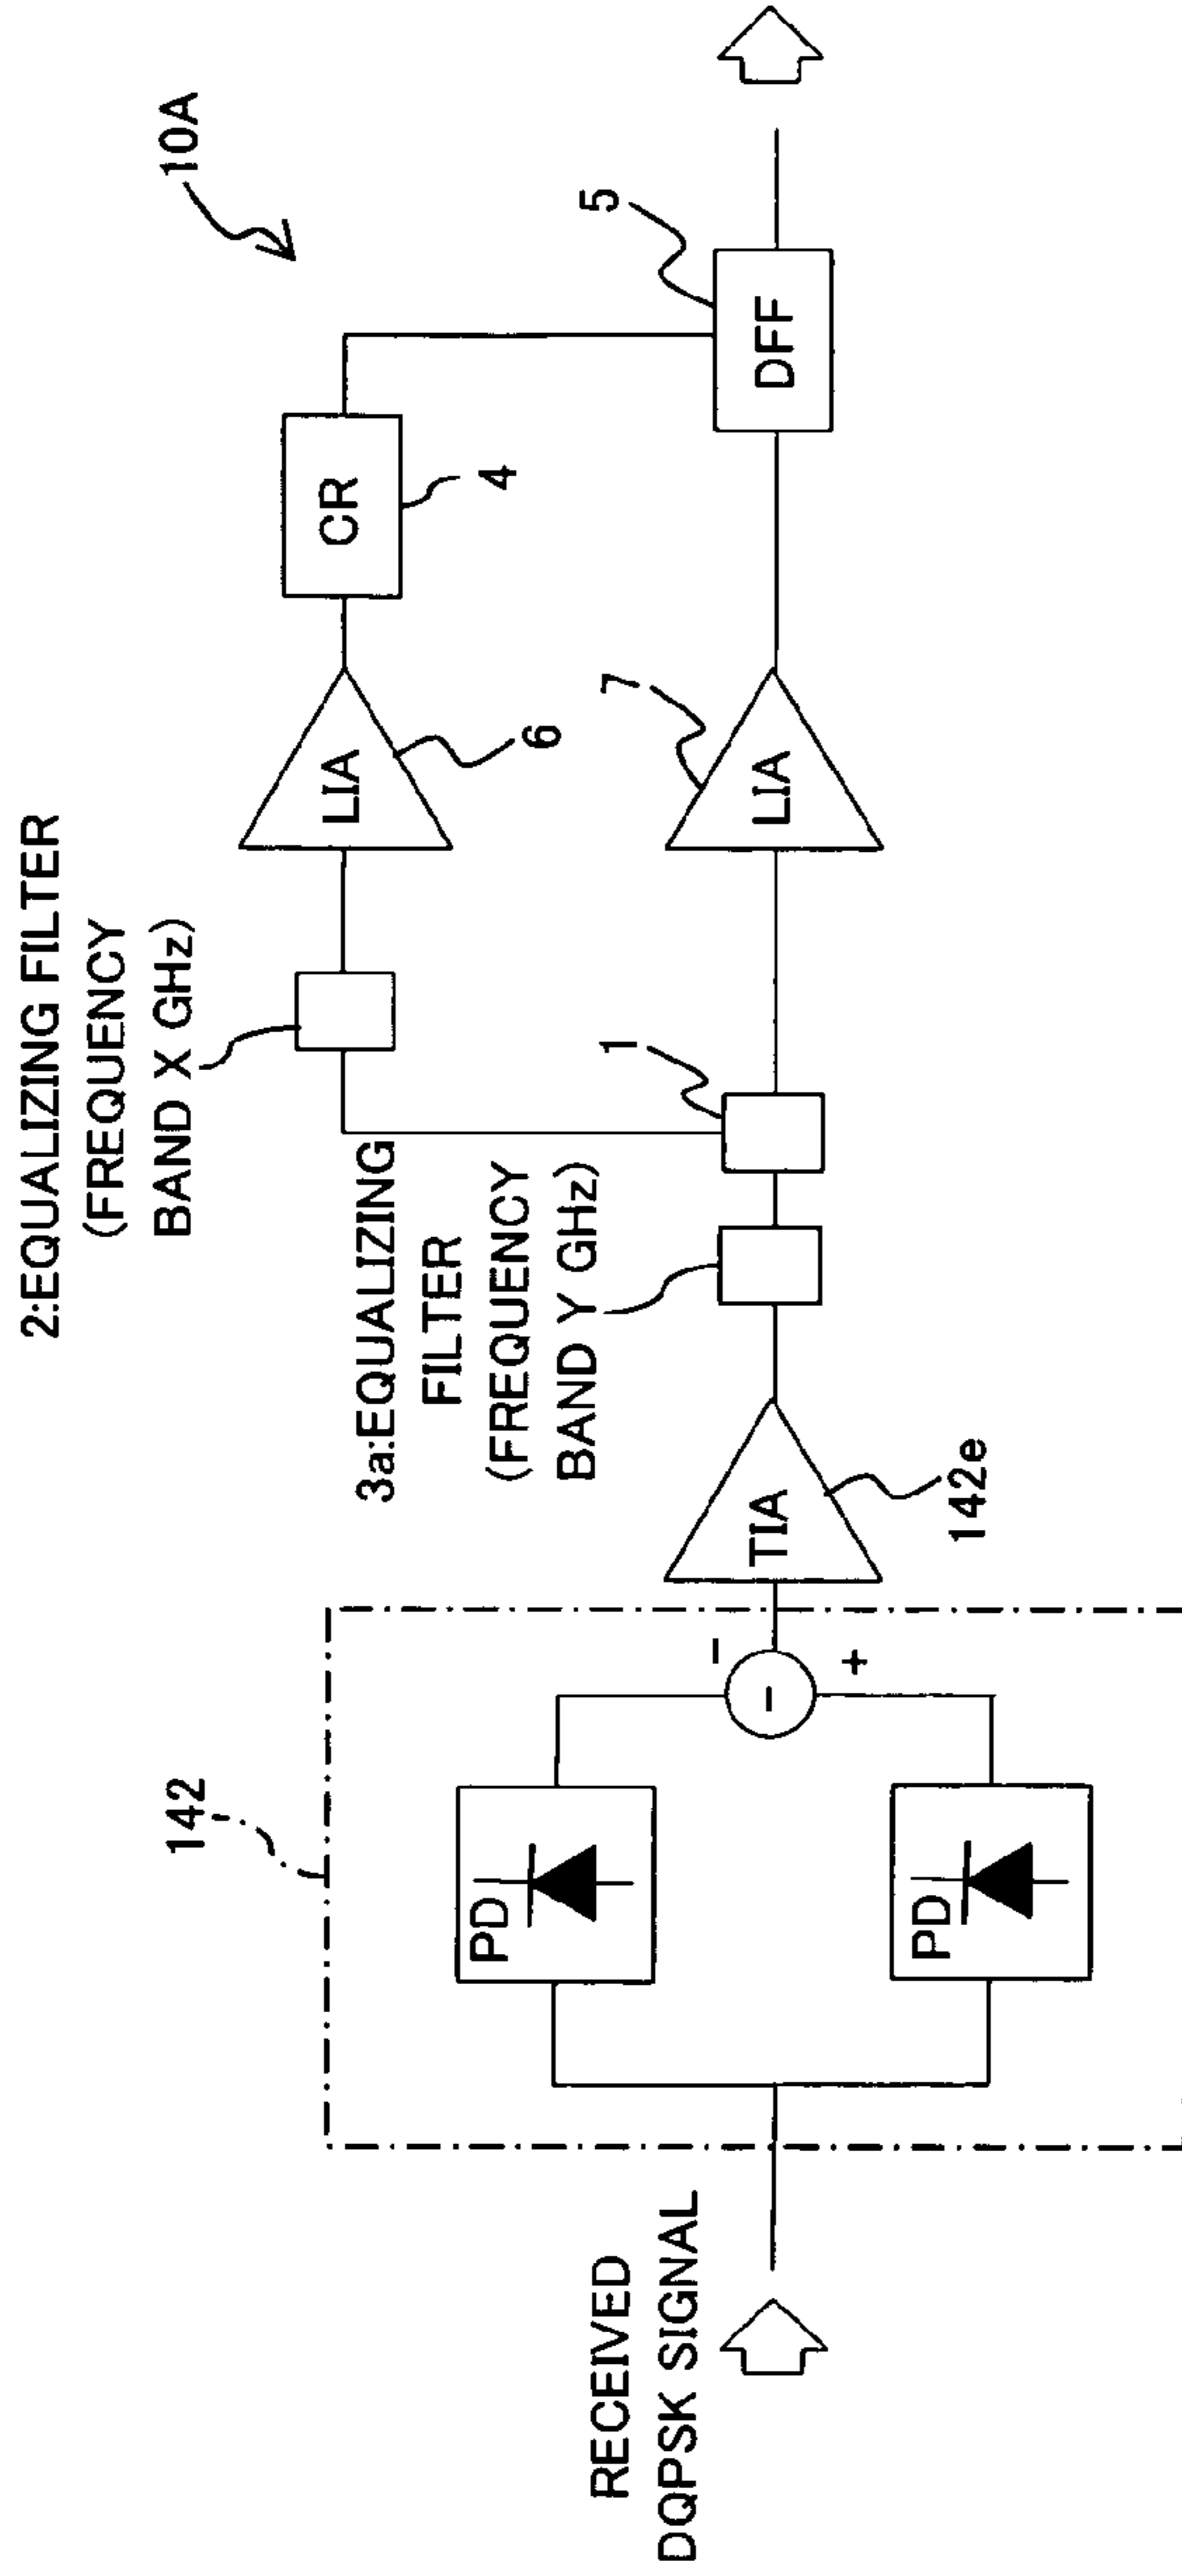 10A
2:EQUALIZING FILTER
(FREQUENCY
BAND X GHz)
LIA
6
CR
4
5
DFF
3a:EQUALIZING
FILTER
(FREQUENCY
BAND Y GHz)
1
7
LIA
TIA
142e
142
PD
PD
-
-
+
RECEIVED
DQPSK SIGNAL